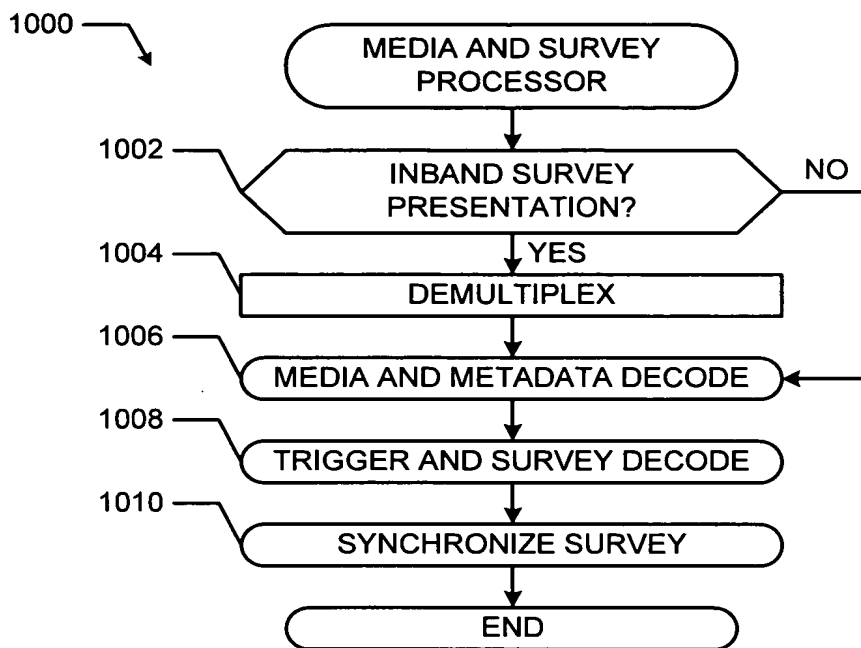 1000
MEDIA AND SURVEY
PROCESSOR
1002
INBAND SURVEY
PRESENTATION?
NO
YES
1004
DEMULTIPLEX
1006
MEDIA AND METADATA DECODE
1008
TRIGGER AND SURVEY DECODE
1010
SYNCHRONIZE SURVEY
END